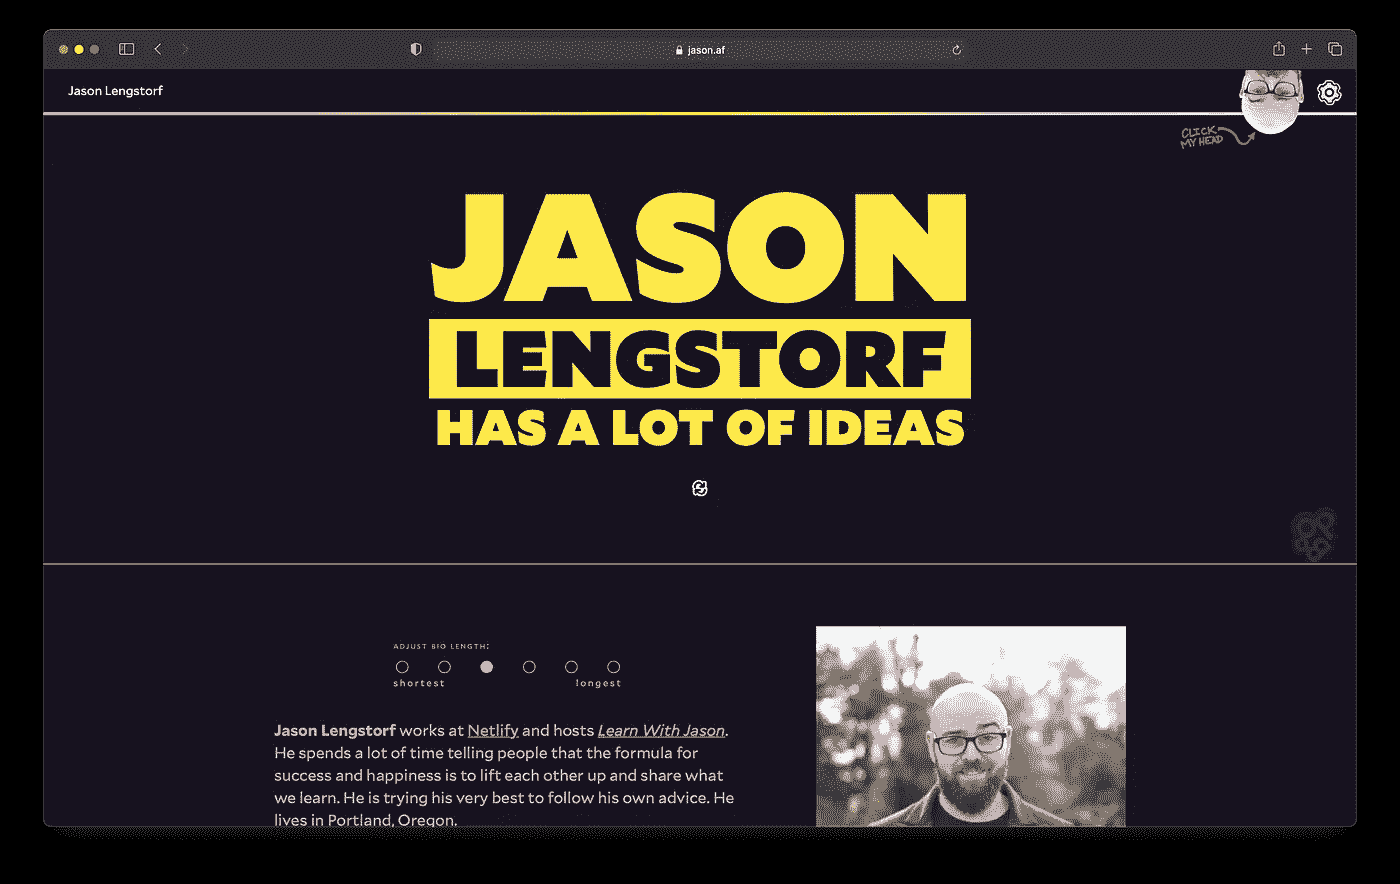 jason.af
Jason Lengstorf
CLICK
MY HEAD
JASON
LENGSTORF
HAS A LOT OF IDEAS
ADJUST BIO LENGTH:
shortest longest
Jason Lengstorf works at Netlify and hosts Learn With Jason.
He spends a lot of time telling people that the formula for
success and happiness is to lift each other up and share what
we learn. He is trying his very best to follow his own advice. He
lives in Portland, Oregon.